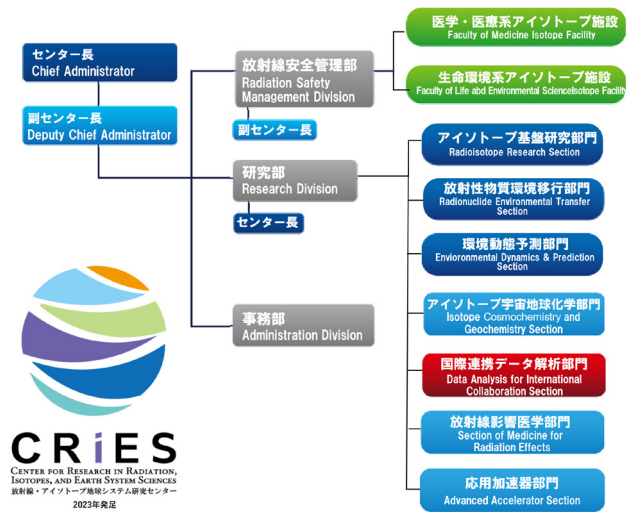 センター長
Chief Administrator
副センター長
Deputy Chief Administrator
放射線安全管理部
Radiation Safety
Management Division
副センター長
研究部
Research Division
センター長
事務部
Administration Division
医学・医療系アイソトープ施設
Faculty of Medicine Isotope Facility
生命環境系アイソトープ施設
Faculty of Life abd Environmental ScienceIsotope Facility
アイソトープ基盤研究部門
Radioisotope Research Section
放射性物質環境移行部門
Radionuclide Environmental Transfer
Section
環境動態予測部門
Envioronmental Dynamics & Prediction
Section
アイソトープ宇宙地球化学部門
Isotope Cosmochemistry and
Geochemistry Section
国際連携データ解析部門
Data Analysis for International
Collaboration Section
放射線影響医学部門
Section of Medicine for
Radiation Effects
応用加速器部門
Advanced Accelerator Section
CRiES
CENTER FOR RESEARCH IN RADIATION,
ISOTOPES, AND EARTH SYSTEM SCIENCES
放射線・アイソトープ地球システム研究センター
2023年発足